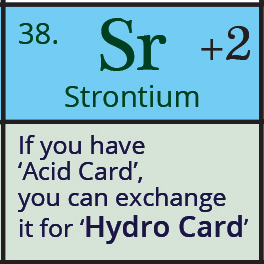 38. Sr +2
Strontium
If you have
‘Acid Card’,
you can exchange
it for ‘Hydro Card’